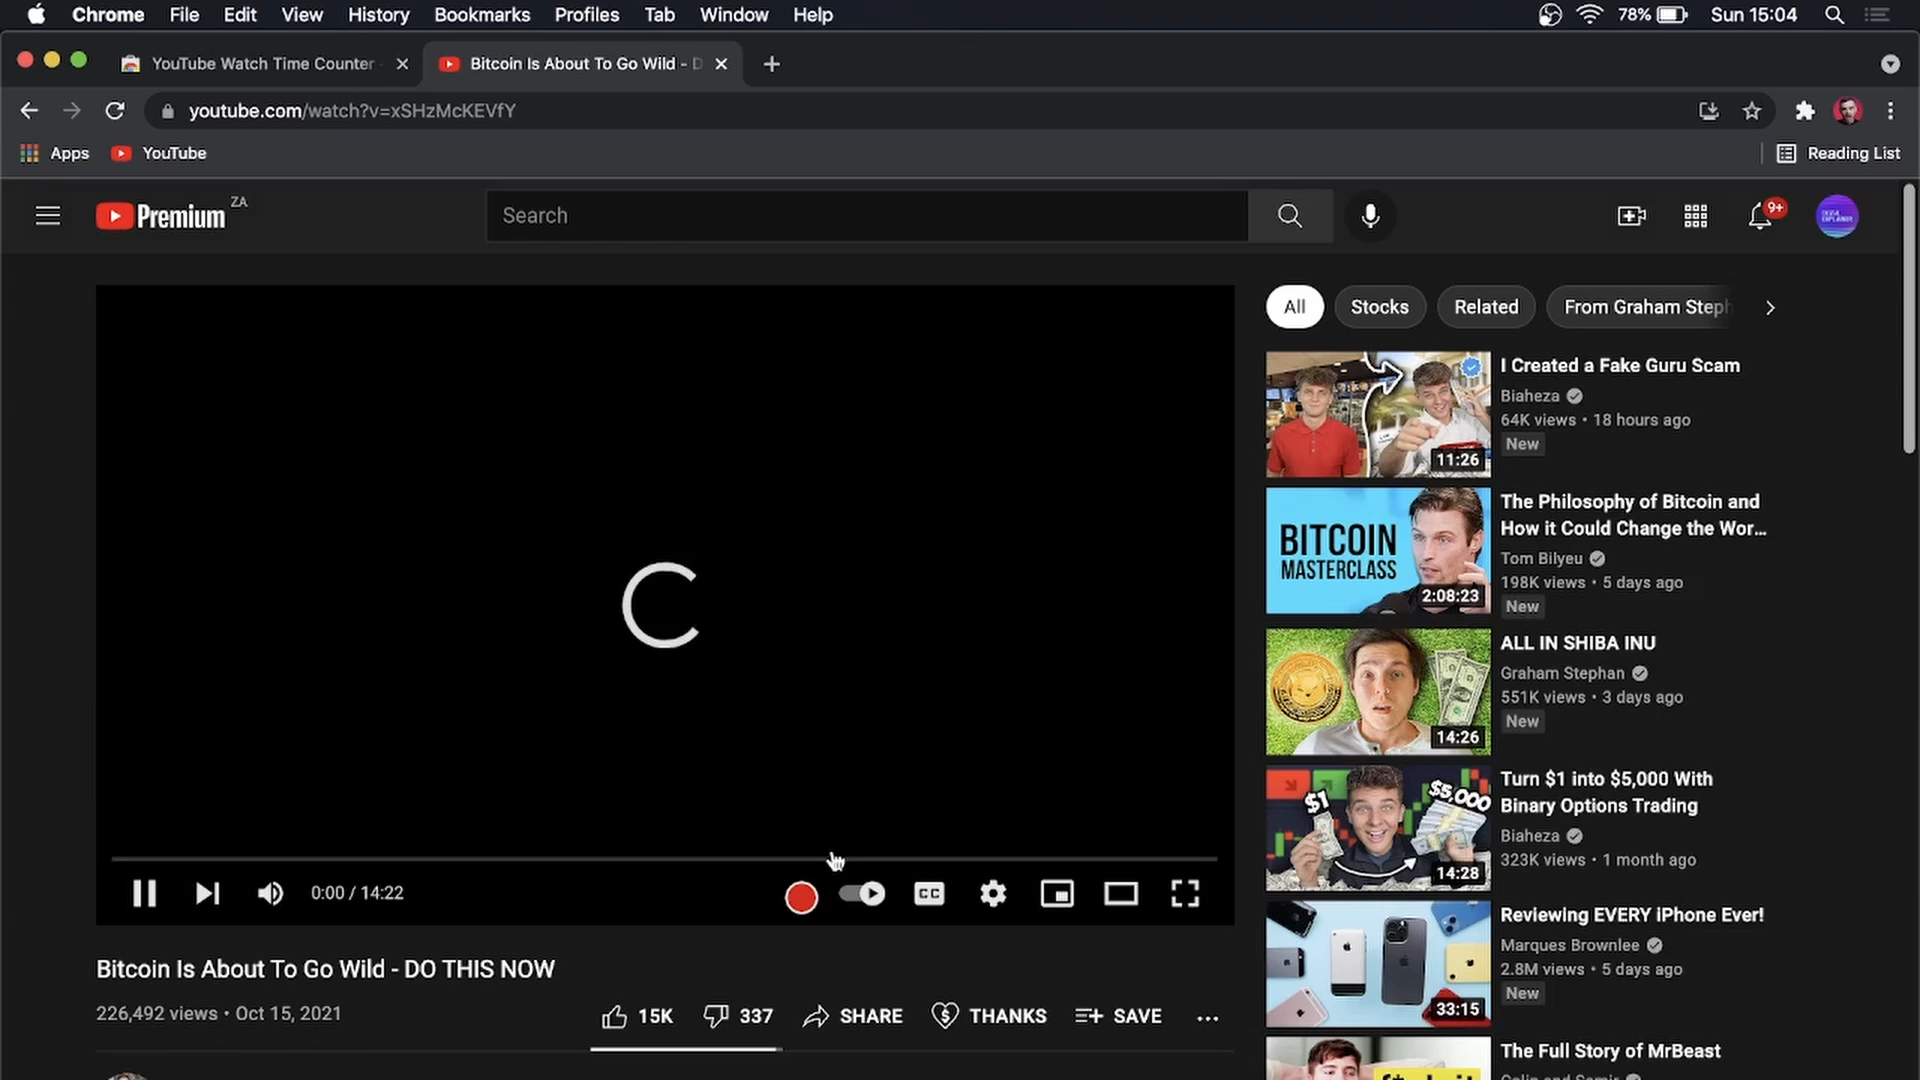 Chrome File Edit View History Bookmarks Profiles Tab Window Help
78% Sun 15:04
YouTube Watch Time Counter
Bitcoin Is About To Go Wild - D
youtube.com/watch?v=xSHzMcKEVfY
Apps YouTube
Reading List
Premium ZA
Search
9+
All Stocks Related From Graham Steph
I Created a Fake Guru Scam
Biaheza
64K views • 18 hours ago
New
11:26
BITCOIN
MASTERCLASS
2:08:23
The Philosophy of Bitcoin and
How it Could Change the Wor...
Tom Bilyeu
198K views • 5 days ago
New
ALL IN SHIBA INU
Graham Stephan
551K views • 3 days ago
New
14:26
$1
$5,000
14:28
Turn $1 into $5,000 With
Binary Options Trading
Biaheza
323K views • 1 month ago
Reviewing EVERY iPhone Ever!
Marques Brownlee
2.8M views • 5 days ago
New
33:15
The Full Story of MrBeast
0:00 / 14:22
CC
Bitcoin Is About To Go Wild - DO THIS NOW
226,492 views • Oct 15, 2021
15K 337 SHARE THANKS SAVE